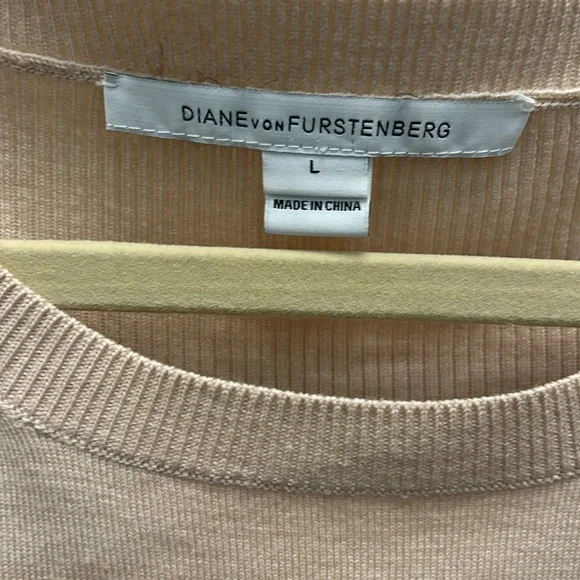 DIANE VON FURSTENBERG
L
MADE IN CHINA